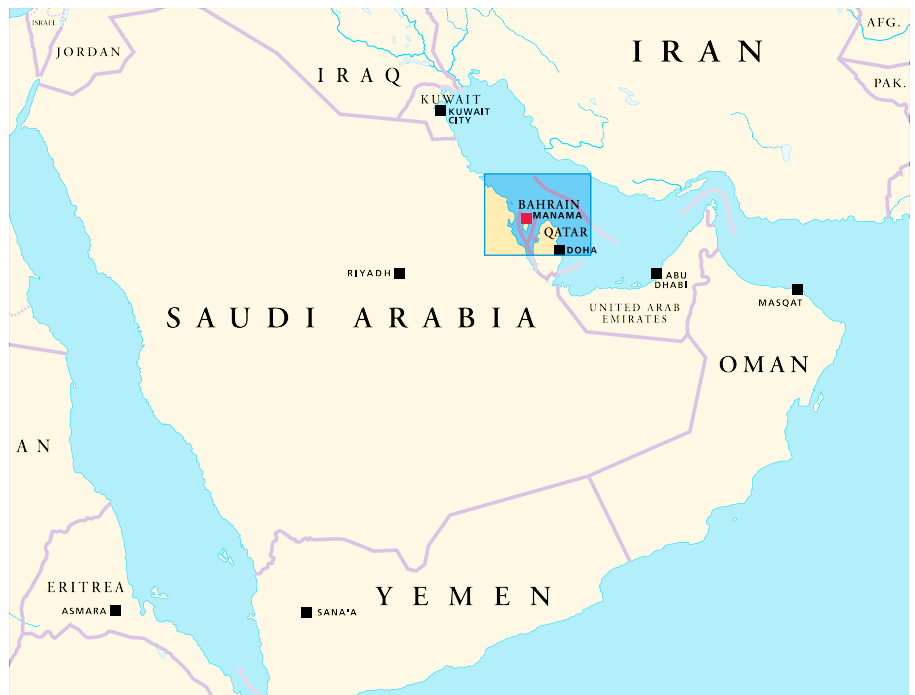 ISRAEL
JORDAN
IRAQ
IRAN
AFG.
PAK.
KUWAIT
KUWAIT
CITY
BAHRAIN
MANAMA
QATAR
DOHA
RIYADH
ABU
DHABI
MASQAT
UNITED ARAB
EMIRATES
SAUDI ARABIA
OMAN
AN
ERITREA
ASMARA
SANA'A
YEMEN